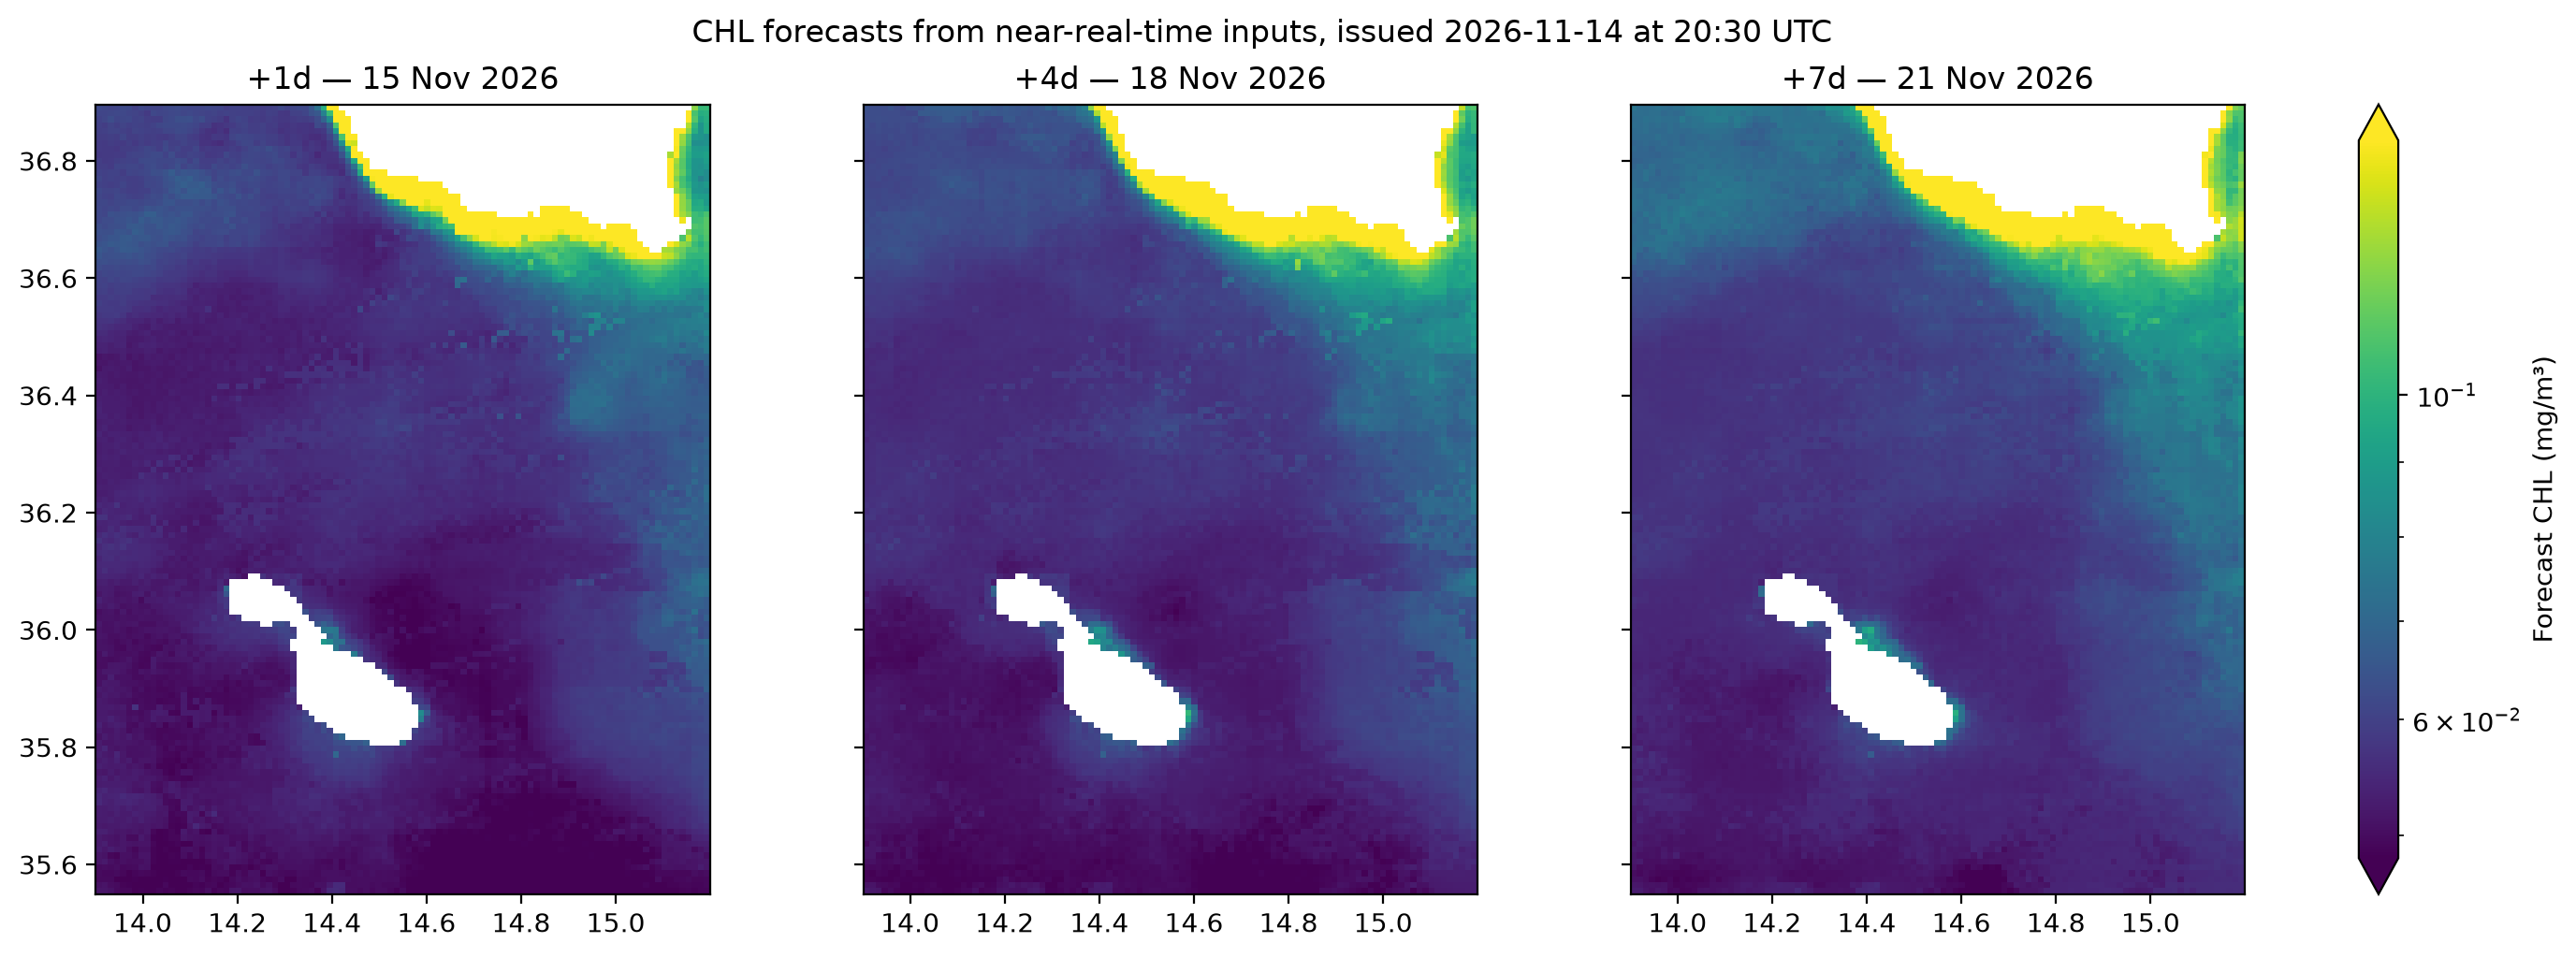 CHL forecasts from near-real-time inputs, issued 2026-11-14 at 20:30 UTC
+1d — 15 Nov 2026
+4d — 18 Nov 2026
+7d — 21 Nov 2026
36.8
36.6
36.4
36.2
36.0
35.8
35.6
14.0 14.2 14.4 14.6 14.8 15.0
14.0 14.2 14.4 14.6 14.8 15.0
14.0 14.2 14.4 14.6 14.8 15.0
10⁻¹
6 × 10⁻²
Forecast CHL (mg/m³)